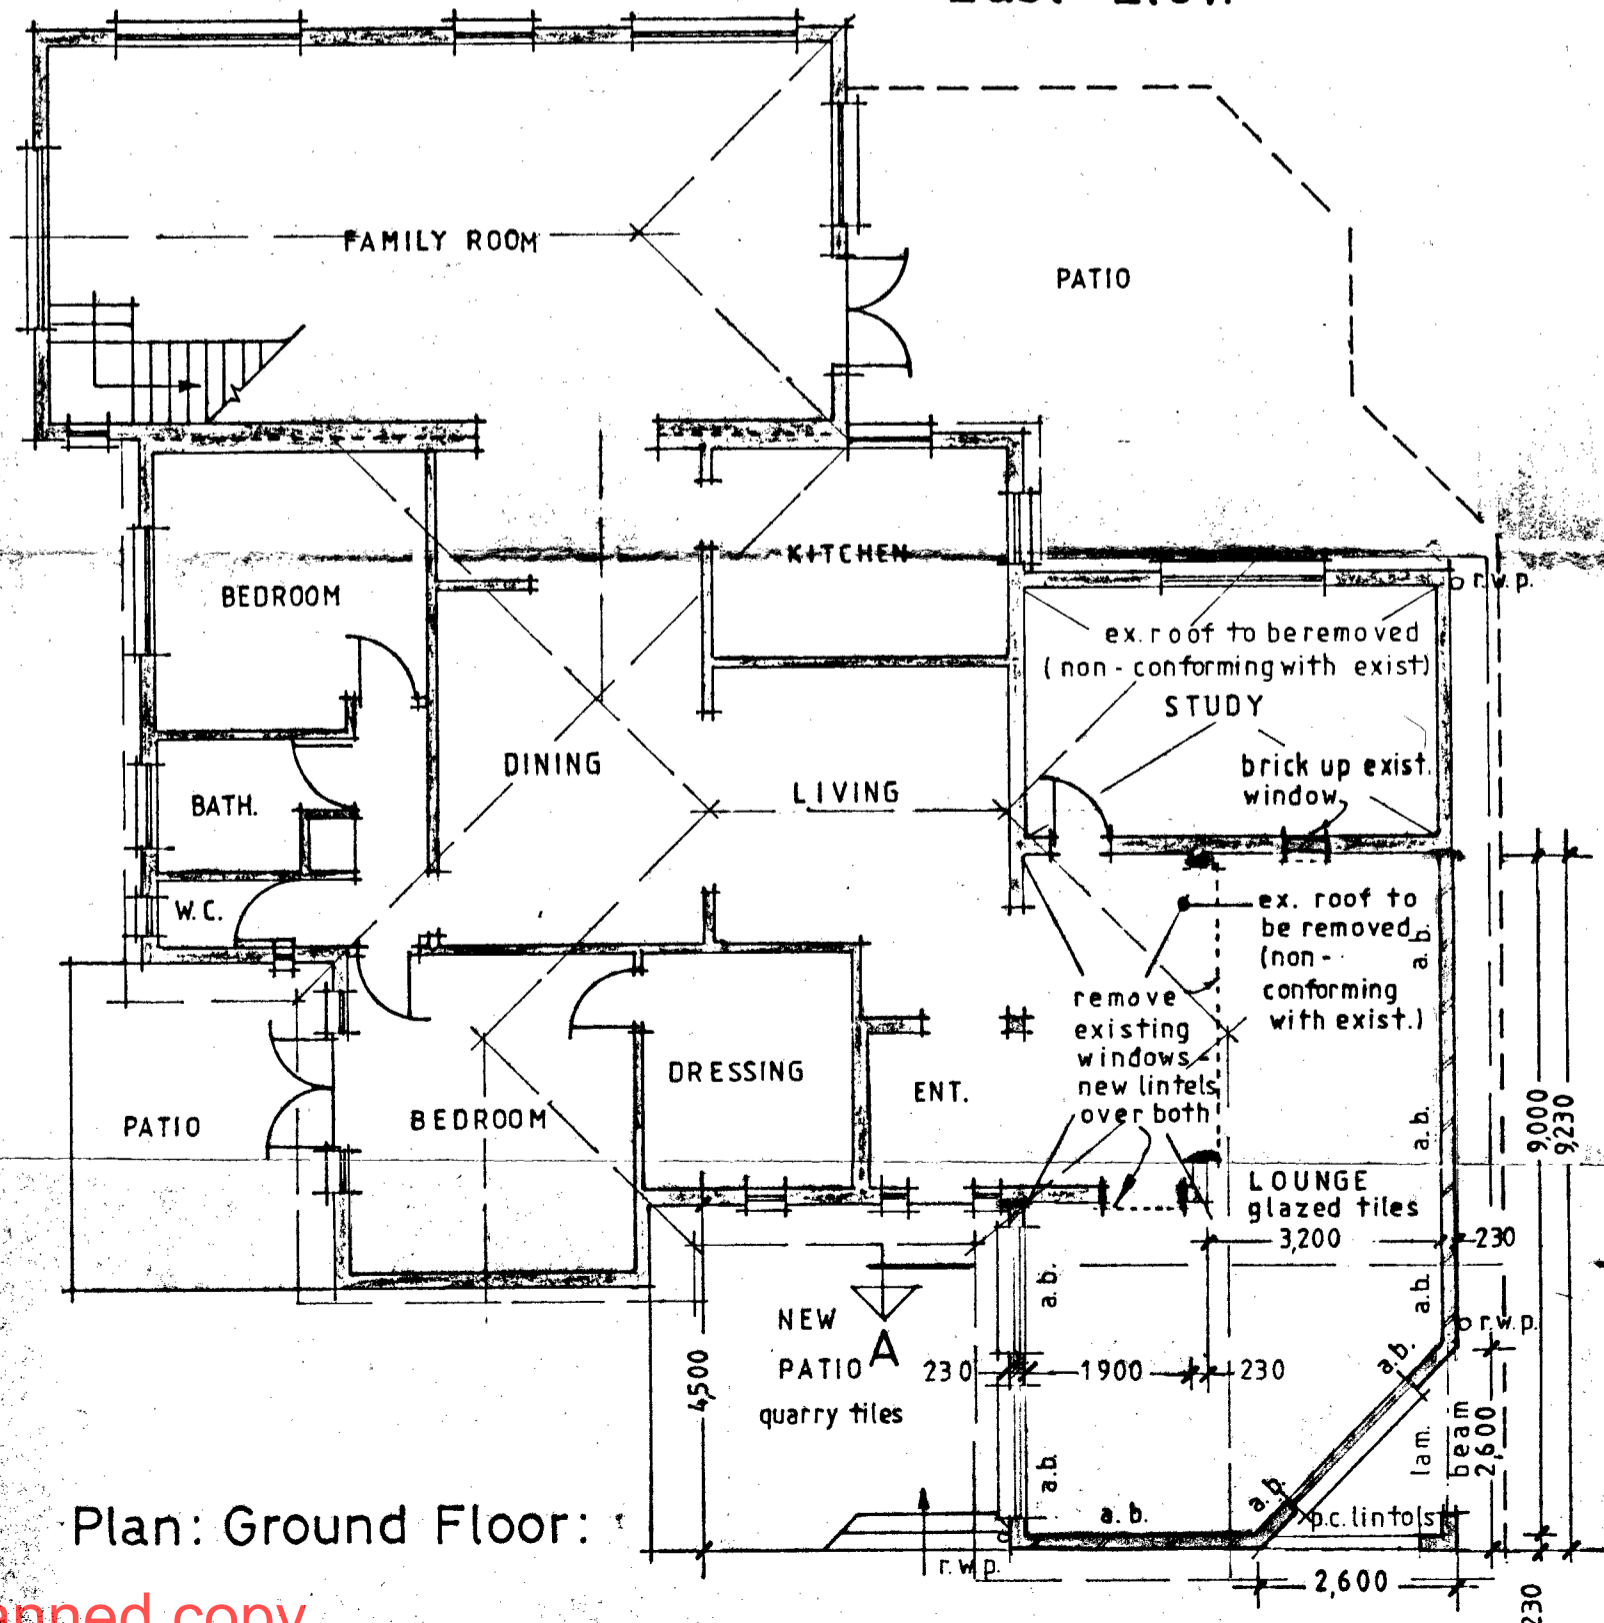 FAMILY ROOM
PATIO
KITCHEN
BEDROOM
r.w.p.
ex. roof to be removed
(non-conforming with exist)
STUDY
brick up exist.
window
DINING
LIVING
BATH.
W.C.
ex. roof to
be removed
(non-
conforming
with exist.)
a.b.
remove
existing
windows-
new lintels
over both
DRESSING
ENT.
BEDROOM
PATIO
a.b.
9,000
9,230
LOUNGE
glazed tiles
3,200
230
a.b.
a.b.
NEW
PATIO
quarry tiles
A
r.w.p.
4,500
230
1900
230
a.b.
lam.
beam
2,600
a.b.
a.b.
a.b.
p.c. lintols
Plan: Ground Floor:
r.w.p.
2,600
230